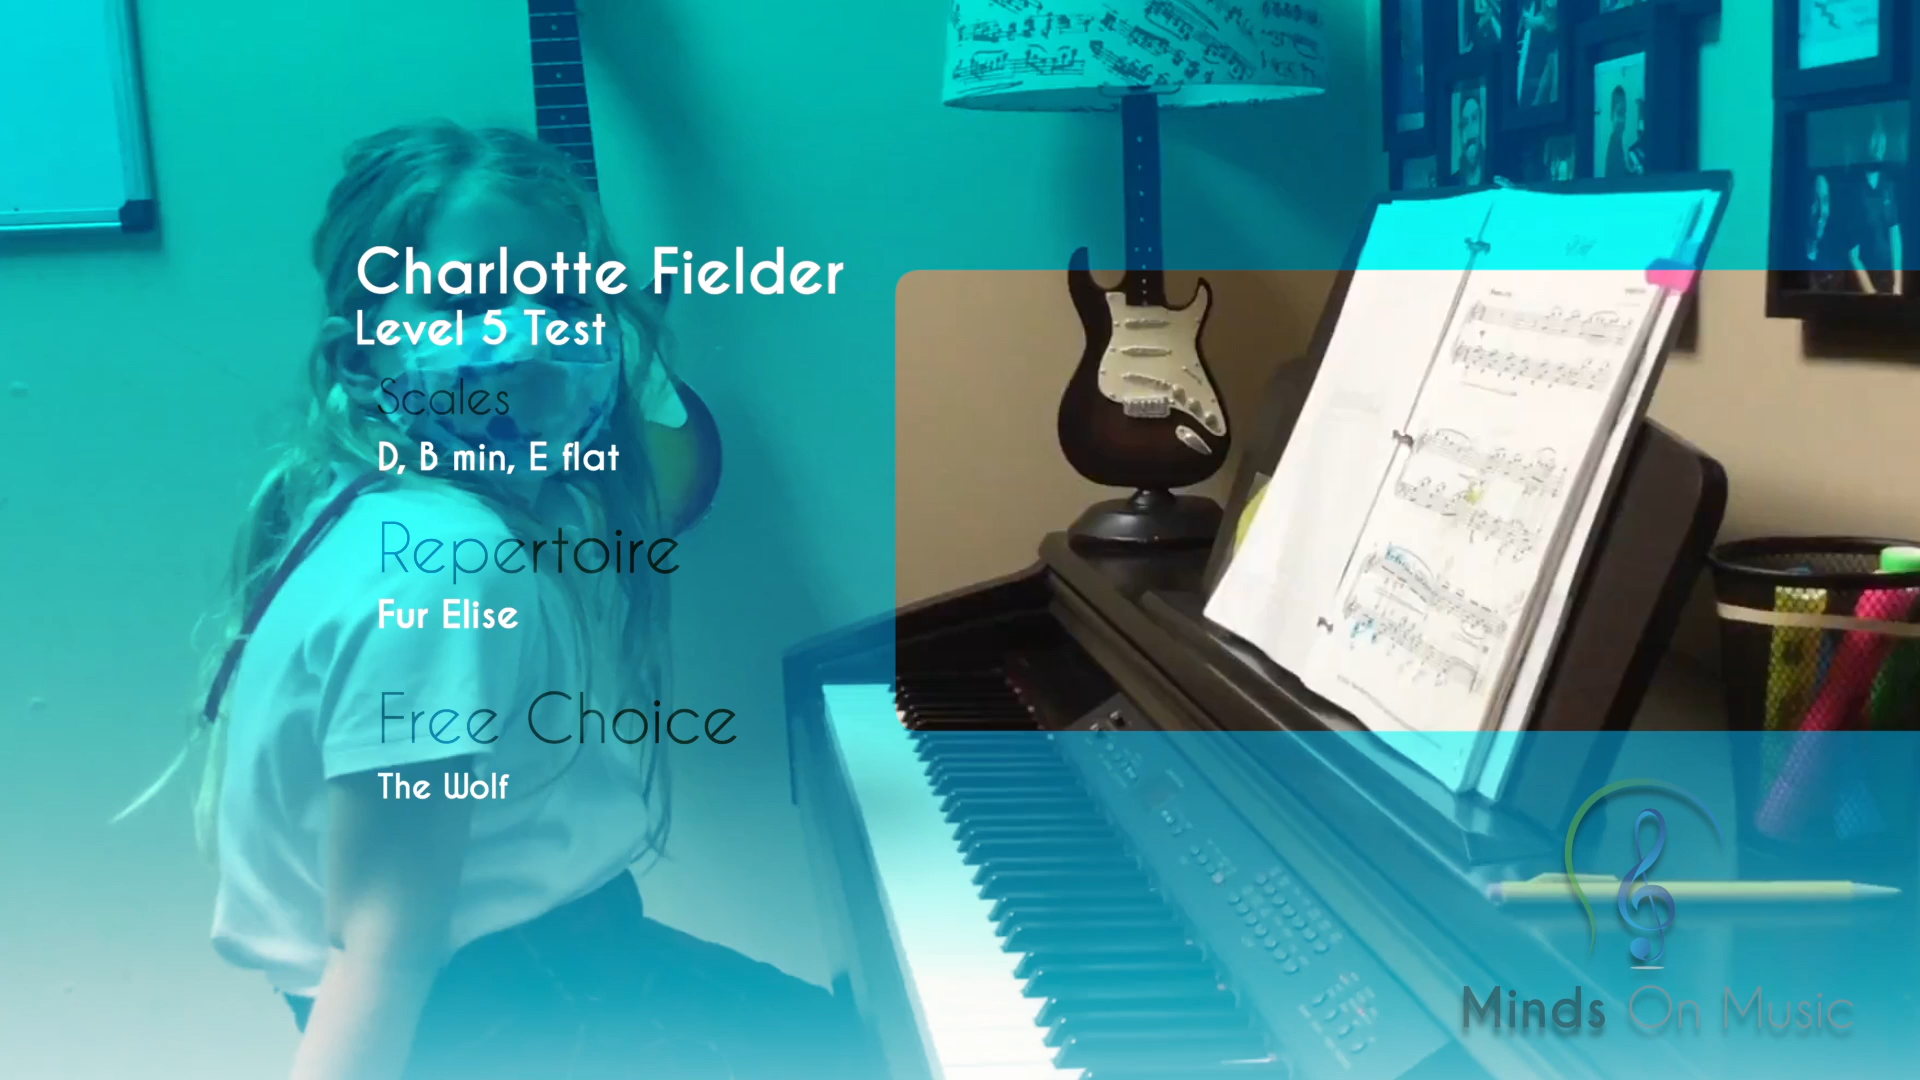 Charlotte Fielder
Level 5 Test
Scales
D, B min, E flat
Repertoire
Fur Elise
Free Choice
The Wolf
Minds On Music